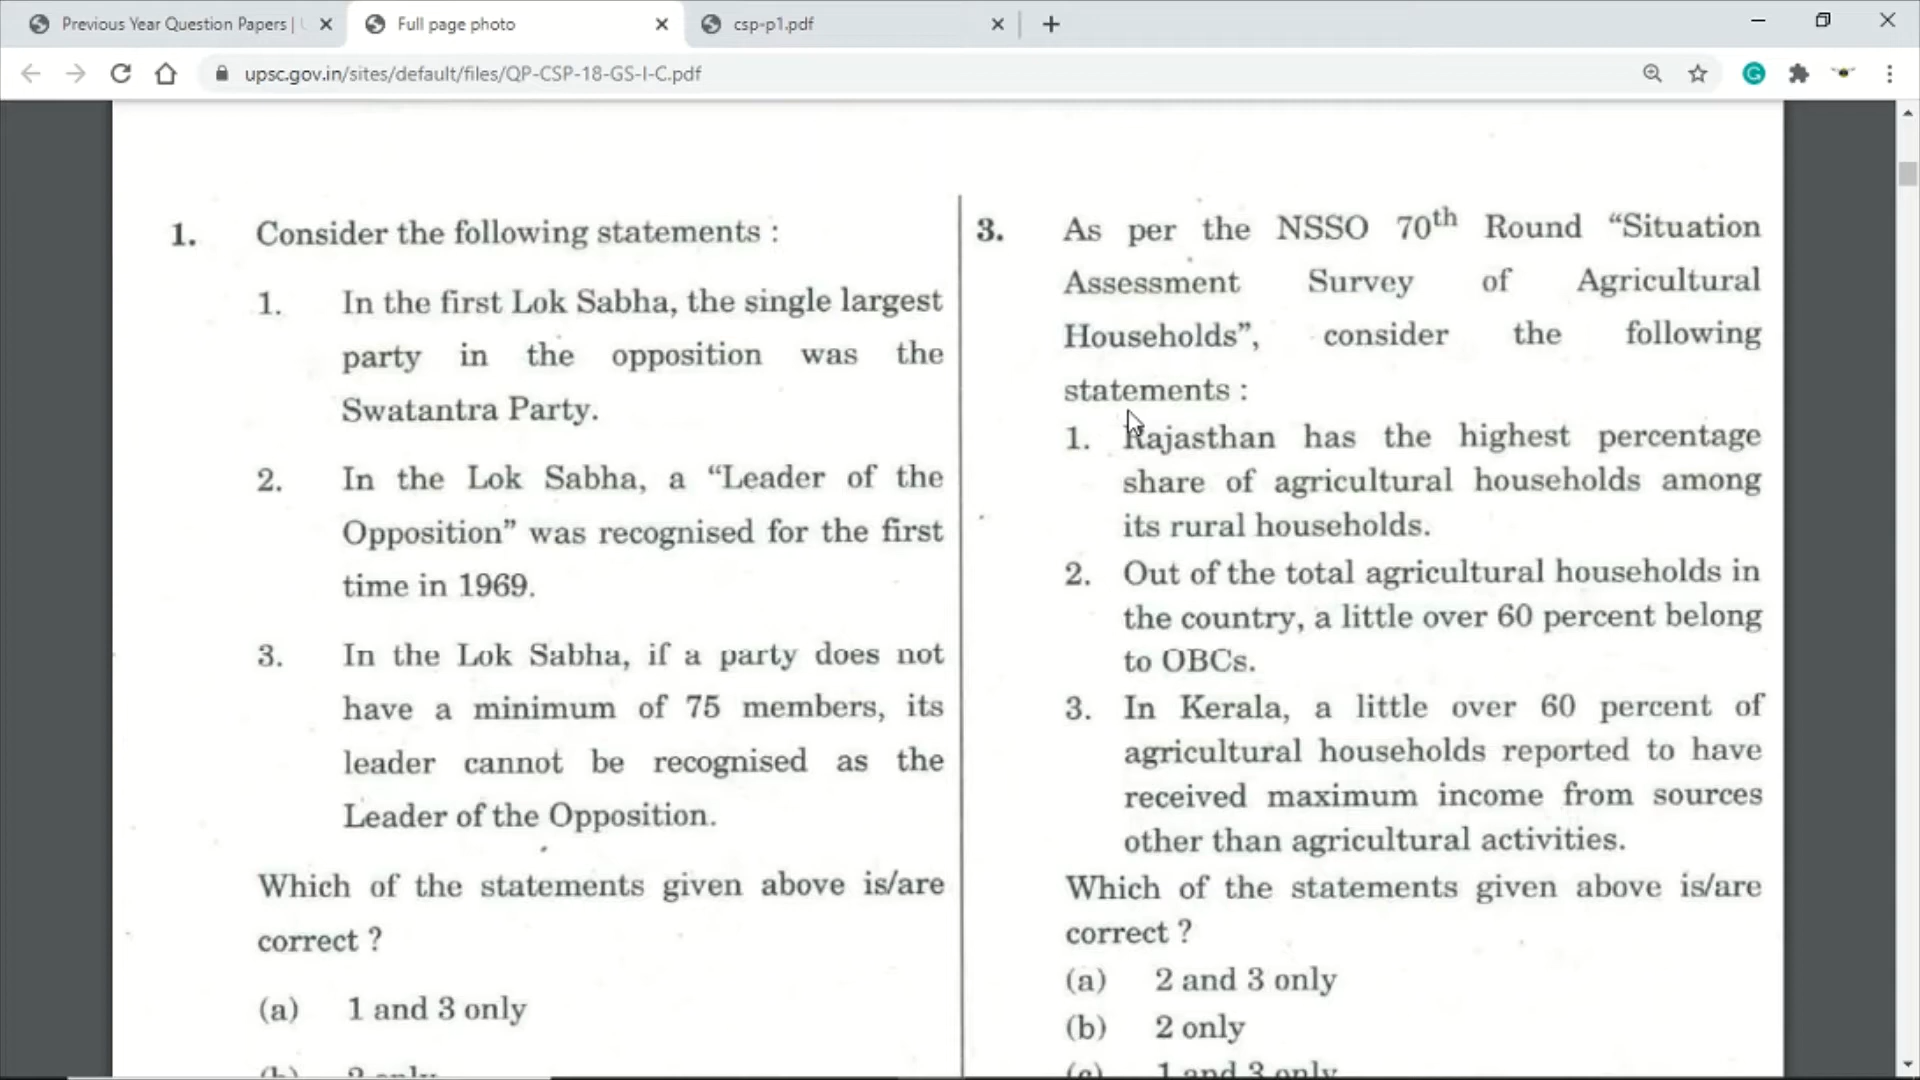 Previous Year Question Papers |
Full page photo
csp-p1.pdf
upsc.gov.in/sites/default/files/QP-CSP-18-GS-I-C.pdf
1. Consider the following statements :
1. In the first Lok Sabha, the single largest
party in the opposition was the
Swatantra Party.
2. In the Lok Sabha, a “Leader of the
Opposition” was recognised for the first
time in 1969.
3. In the Lok Sabha, if a party does not
have a minimum of 75 members, its
leader cannot be recognised as the
Leader of the Opposition.
Which of the statements given above is/are
correct ?
(a) 1 and 3 only
(b) 2 only
3. As per the NSSO 70th Round “Situation
Assessment Survey of Agricultural
Households”, consider the following
statements :
1. Rajasthan has the highest percentage
share of agricultural households among
its rural households.
2. Out of the total agricultural households in
the country, a little over 60 percent belong
to OBCs.
3. In Kerala, a little over 60 percent of
agricultural households reported to have
received maximum income from sources
other than agricultural activities.
Which of the statements given above is/are
correct ?
(a) 2 and 3 only
(b) 2 only
(c) 1 and 3 only